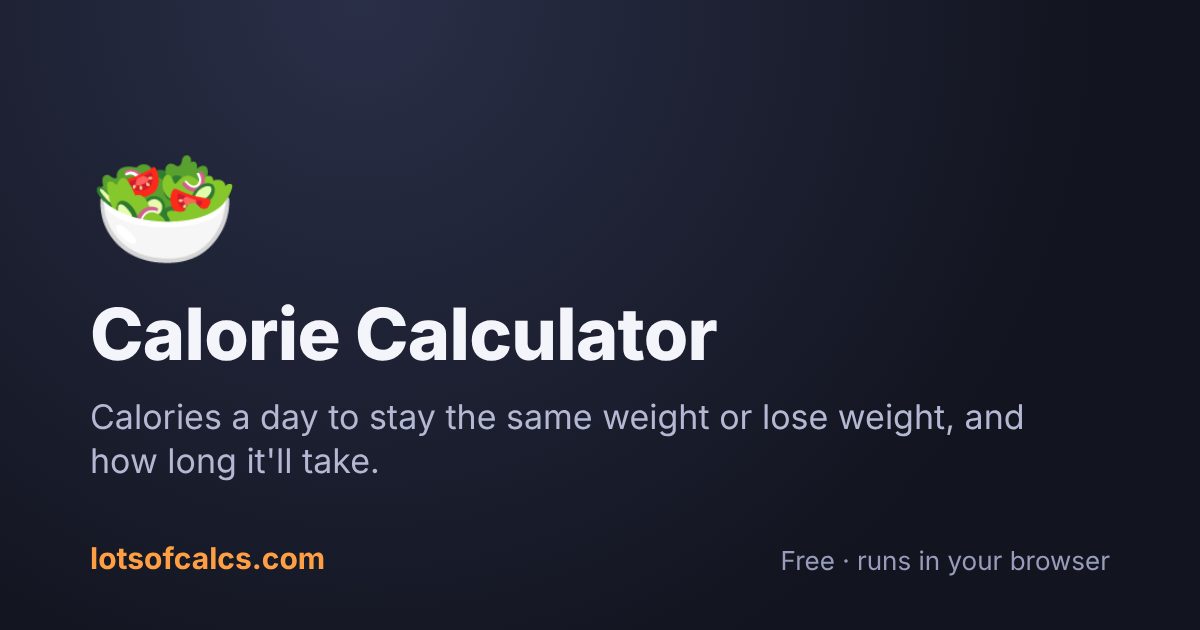 Calorie Calculator
Calories a day to stay the same weight or lose weight, and
how long it'll take.
lotsofcalcs.com
Free · runs in your browser